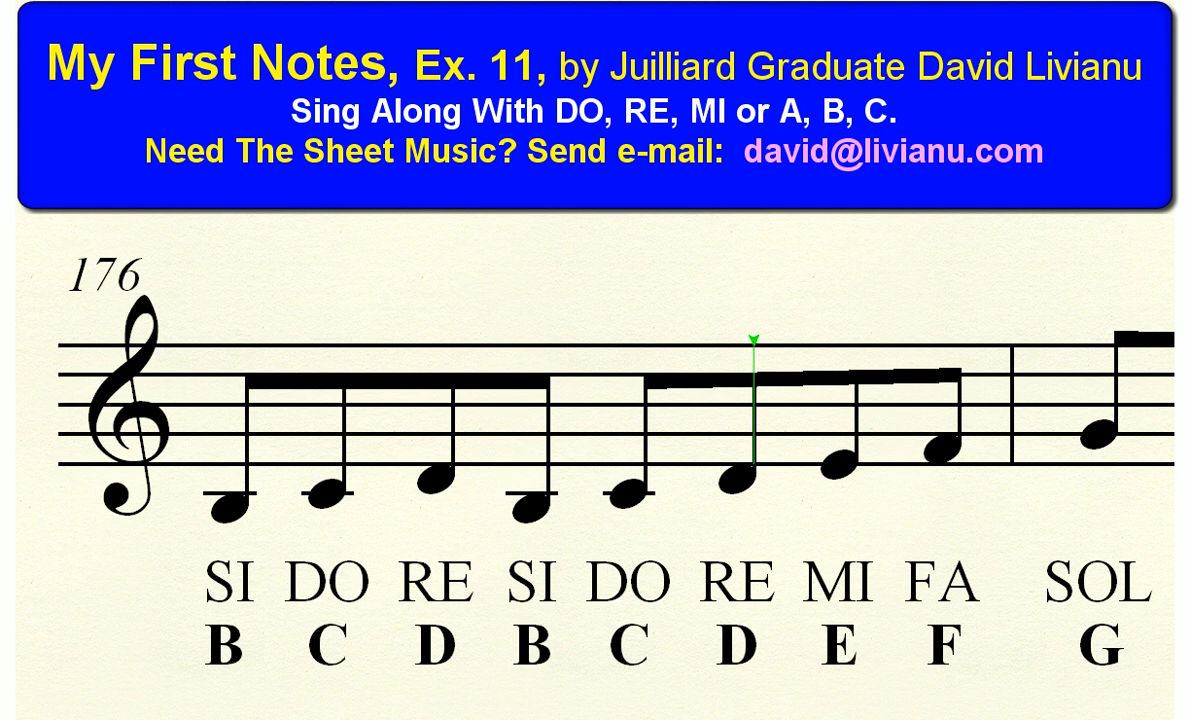 My First Notes, Ex. 11, by Juilliard Graduate David Livianu
Sing Along With DO, RE, MI or A, B, C.
Need The Sheet Music? Send e-mail: david@livianu.com
176
SI DO RE SI DO RE MI FA SOL
B C D B C D E F G